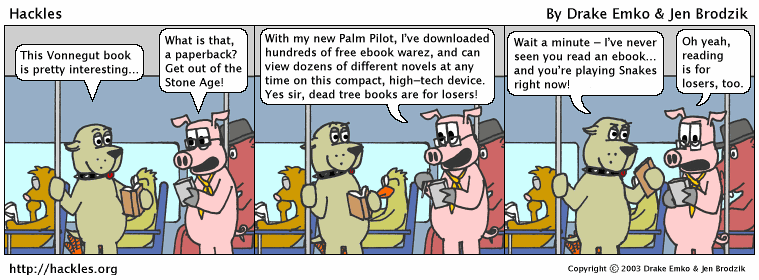 Hackles
By Drake Emko & Jen Brodzik
This Vonnegut book
is pretty interesting...
What is that,
a paperback?
Get out of the
Stone Age!
With my new Palm Pilot, I've downloaded
hundreds of free ebook warez, and can
view dozens of different novels at any
time on this compact, high-tech device.
Yes sir, dead tree books are for losers!
Wait a minute – I've never
seen you read an ebook...
and you're playing Snakes
right now!
Oh yeah,
reading
is for
losers, too.
http://hackles.org
Copyright © 2003 Drake Emko & Jen Brodzik